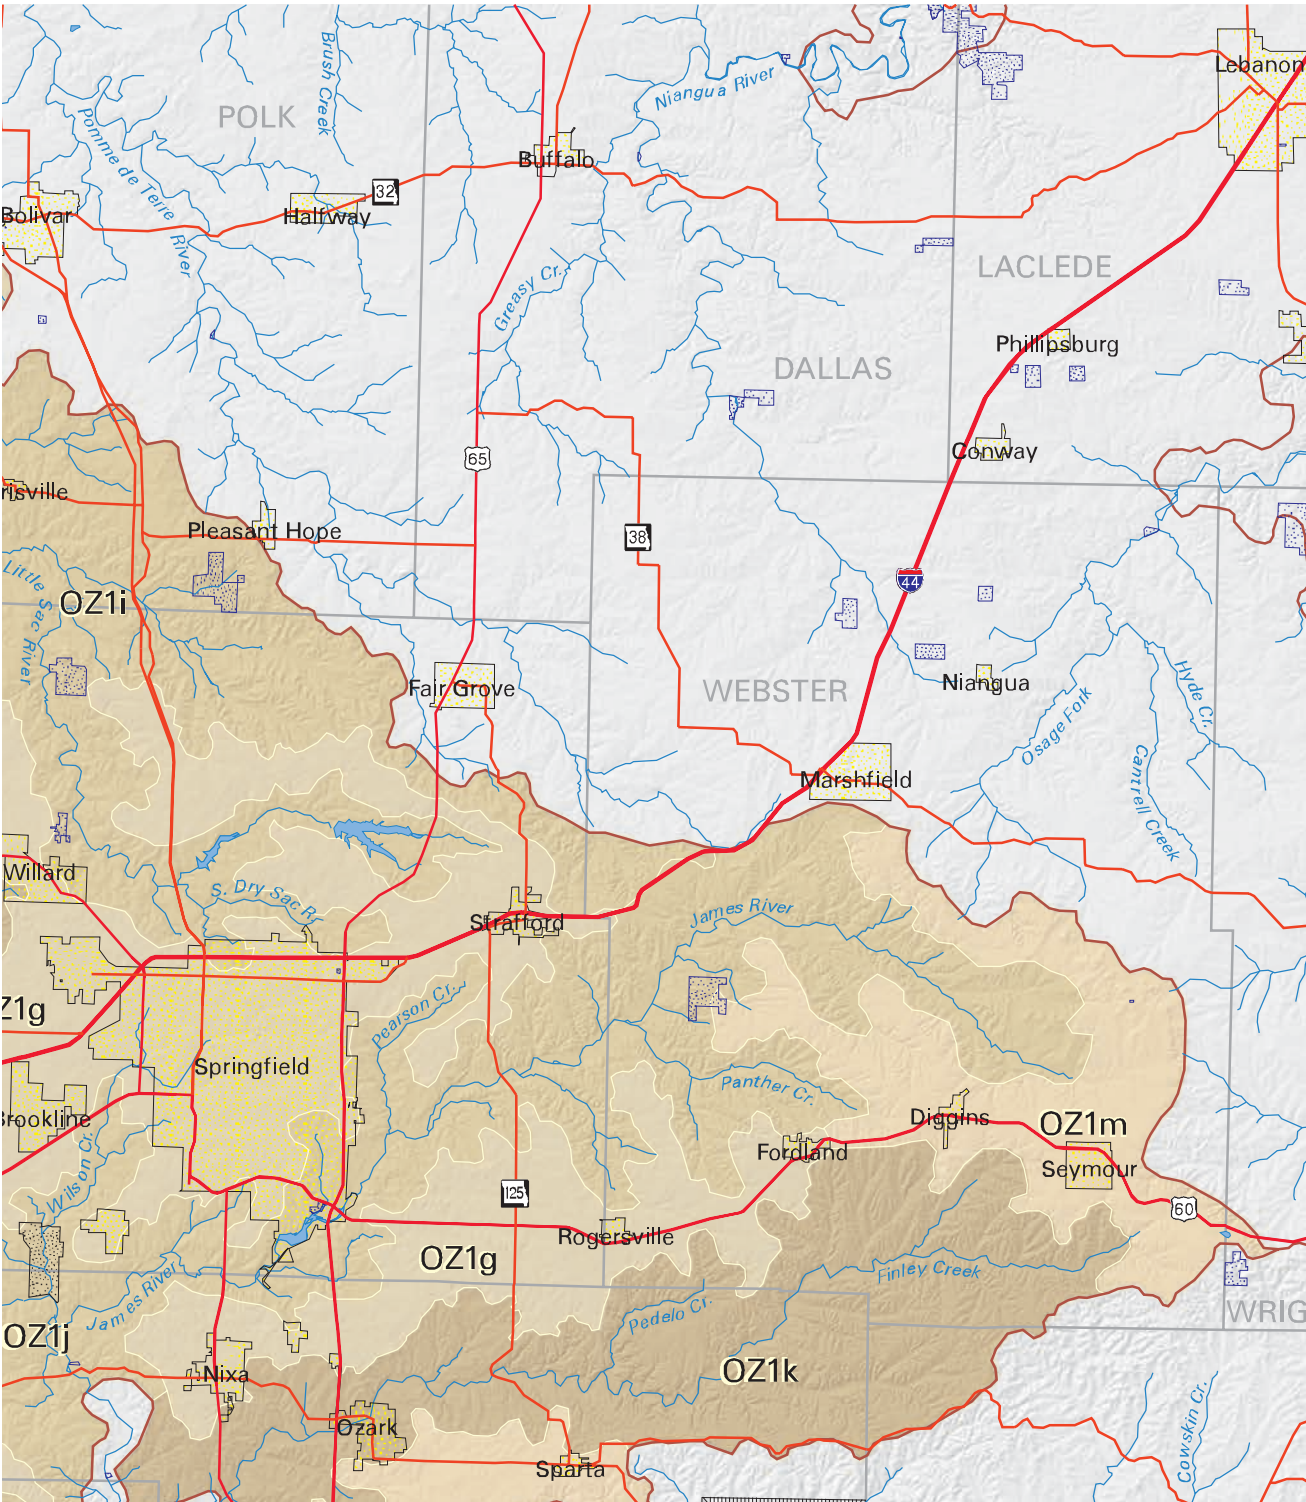 Lebanon
Brush Creek
Niangua River
POLK
Pomme de Terre River
Buffalo
32
Bolivar
Halfway
Greasy Cr.
LACLEDE
Phillipsburg
DALLAS
65
Conway
risville
Pleasant Hope
38
44
Little Sac River
OZ1i
Fair Grove
WEBSTER
Niangua
Osage Fork
Hyde Cr.
Marshfield
Cantrell Creek
Willard
S. Dry Sac R.
Strafford
James River
Z1g
Pearson Cr.
Springfield
Panther Cr.
Brookline
Diggins
OZ1m
Fordland
Seymour
Wilson Cr.
125
60
Rogersville
OZ1g
Finley Creek
James River
Pedelo Cr.
WRIG
OZ1j
Nixa
OZ1k
Ozark
Cowskin Cr.
Sparta